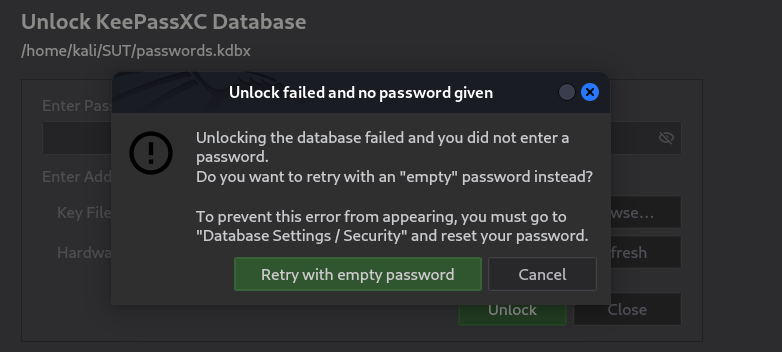 Unlock KeePassXC Database
/home/kali/SUT/passwords.kdbx
Unlock failed and no password given
Enter Pas
Unlocking the database failed and you did not enter a
password.
Do you want to retry with an "empty" password instead?
Enter Add
To prevent this error from appearing, you must go to
"Database Settings / Security" and reset your password.
Key File
wse...
Hardwa
fresh
Retry with empty password
Cancel
Unlock
Close